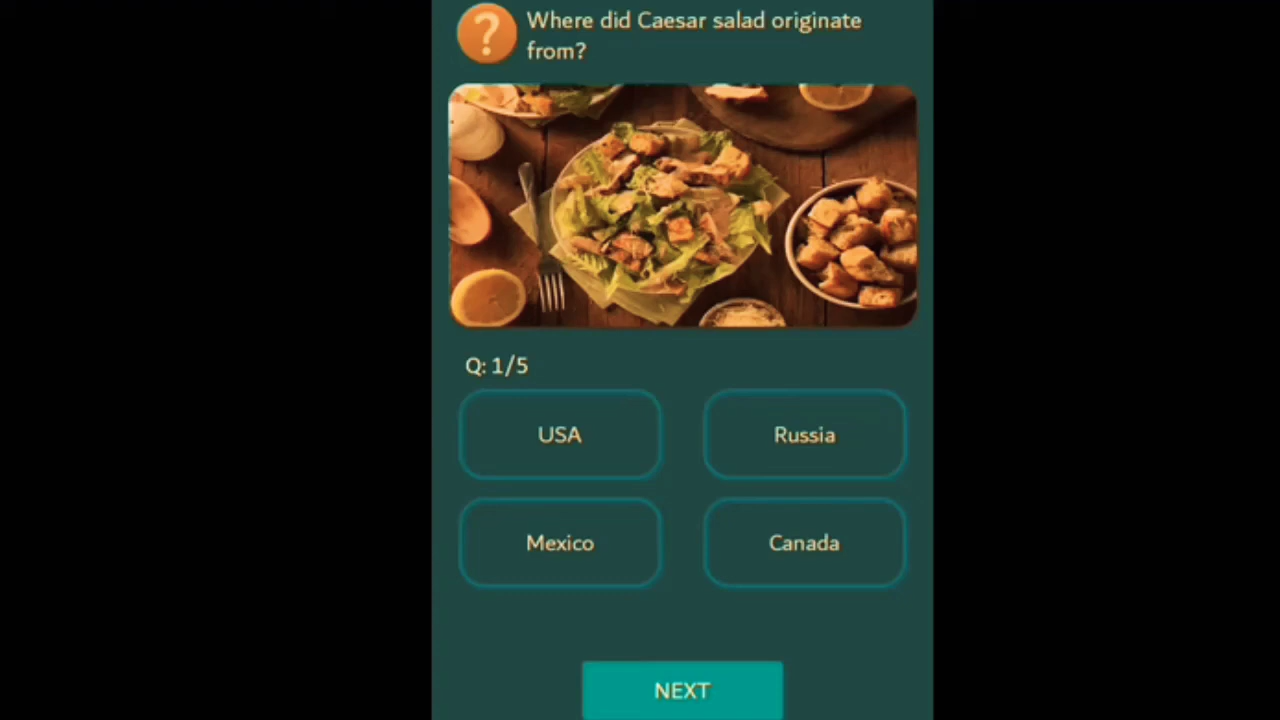 ?
Where did Caesar salad originate
from?
Q: 1/5
USA
Russia
Mexico
Canada
NEXT